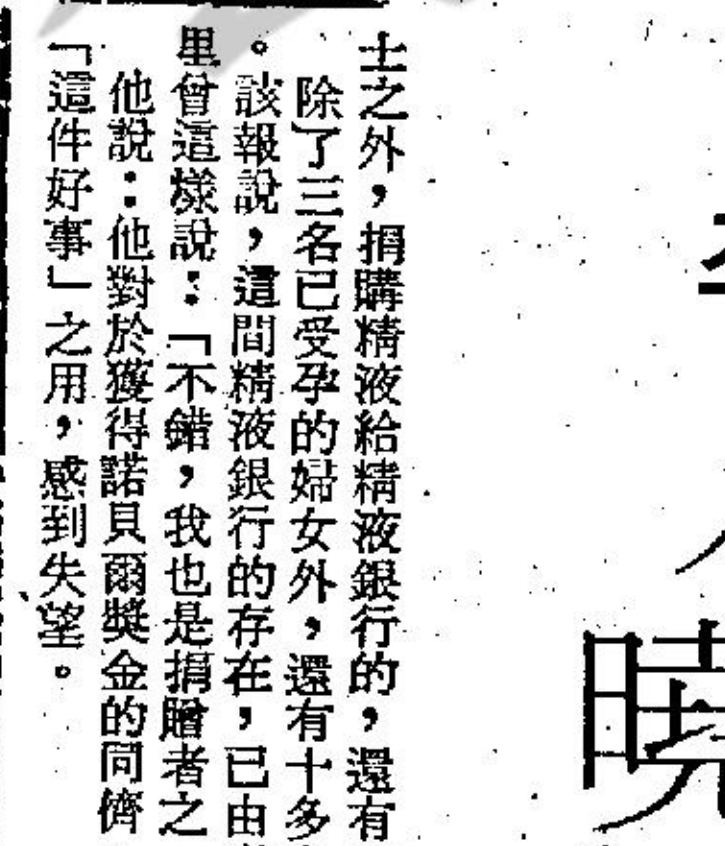 士之外，捐購精液給精液銀行的，還有
除了三名已受孕的婦女外，還有十多
。該報說，這間精液銀行的存在，已由
里曾這樣說：「不錯，我也是捐贈者之
他說：他對於獲得諾貝爾獎金的同儕
「這件好事」之用，感到失望。